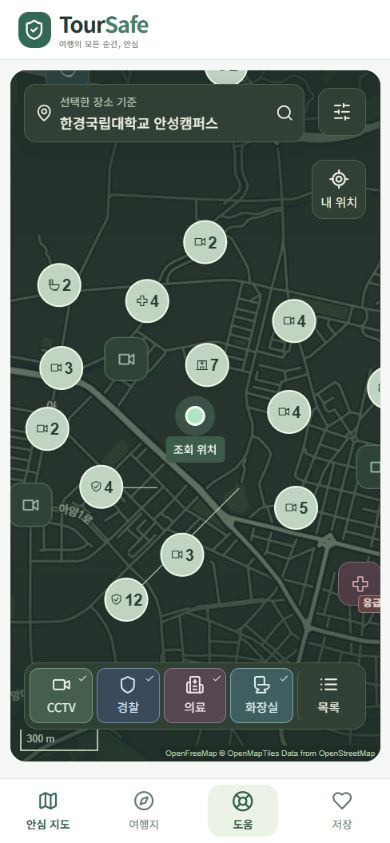 TourSafe
여행의 모든 순간, 안심
선택한 장소 기준
한경국립대학교 안성캠퍼스
내 위치
2
2
4
4
3
7
4
2
조회 위치
4
아양1로
5
3
12
응급
CCTV
경찰
의료
화장실
목록
300 m
OpenFreeMap © OpenMapTiles Data from OpenStreetMap
안심 지도
여행지
도움
저장